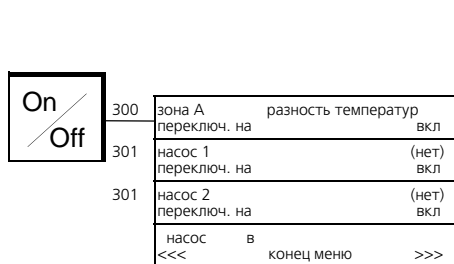 On
Off
300 зона А разность температур
переключ. на вкл
301 насос 1 (нет)
переключ. на вкл
301 насос 2 (нет)
переключ. на вкл
насос в
<<< конец меню >>>